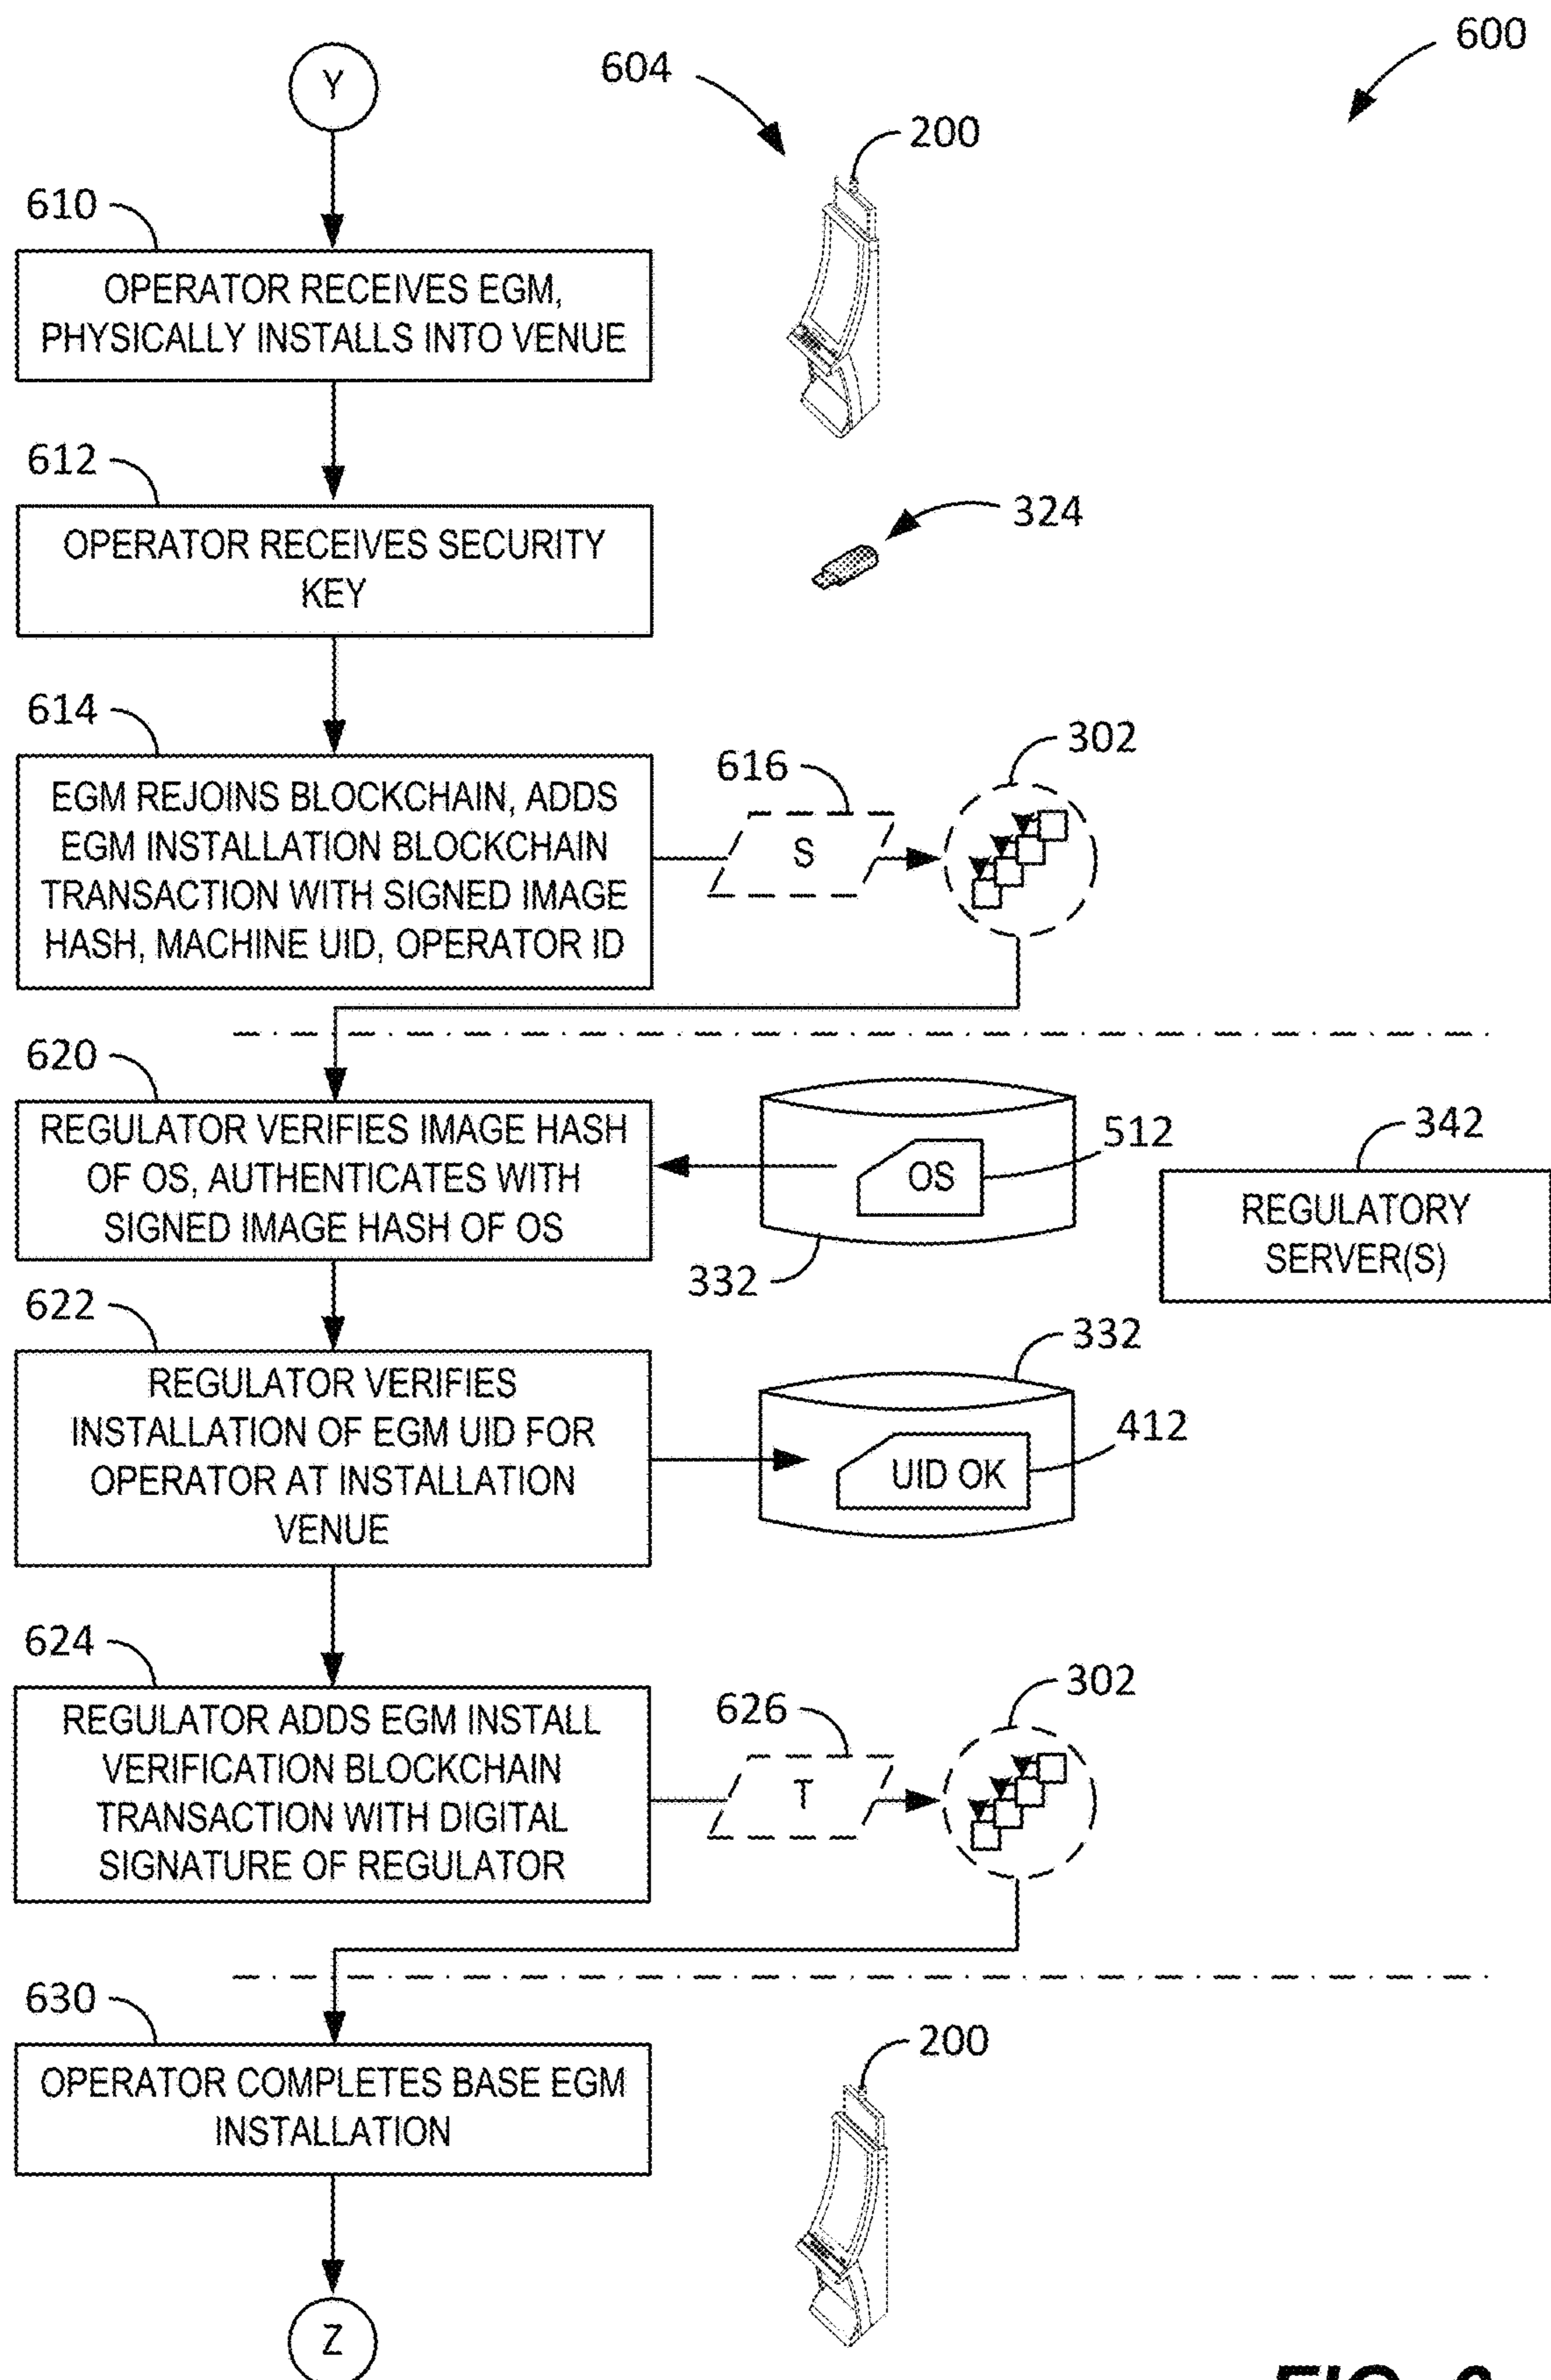 600
604
Y
200
610
OPERATOR RECEIVES EGM,
PHYSICALLY INSTALLS INTO VENUE
612
324
OPERATOR RECEIVES SECURITY
KEY
614
302
616
EGM REJOINS BLOCKCHAIN, ADDS
EGM INSTALLATION BLOCKCHAIN
TRANSACTION WITH SIGNED IMAGE
HASH, MACHINE UID, OPERATOR ID
S
620
REGULATOR VERIFIES IMAGE HASH
OF OS, AUTHENTICATES WITH
SIGNED IMAGE HASH OF OS
OS
512
332
342
REGULATORY
SERVER(S)
622
332
REGULATOR VERIFIES
INSTALLATION OF EGM UID FOR
OPERATOR AT INSTALLATION
VENUE
UID OK
412
624
302
626
REGULATOR ADDS EGM INSTALL
VERIFICATION BLOCKCHAIN
TRANSACTION WITH DIGITAL
SIGNATURE OF REGULATOR
T
630
200
OPERATOR COMPLETES BASE EGM
INSTALLATION
Z